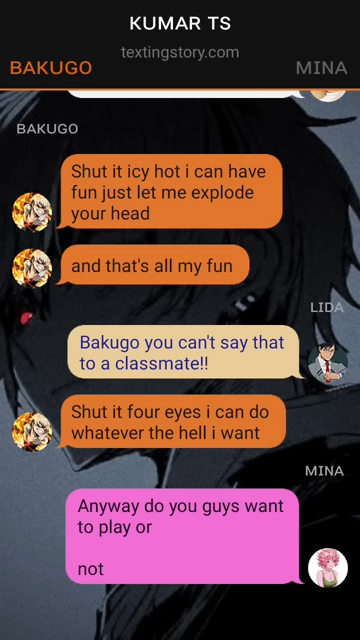 KUMAR TS
textingstory.com
BAKUGO
MINA
BAKUGO
Shut it icy hot i can have
fun just let me explode
your head
and that's all my fun
LIDA
Bakugo you can't say that
to a classmate!!
Shut it four eyes i can do
whatever the hell i want
MINA
Anyway do you guys want
to play or
not